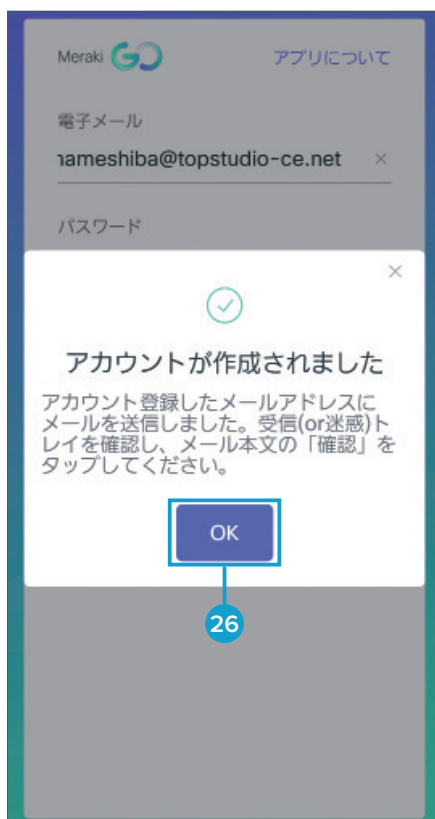 Meraki GO アプリについて
電子メール
nameshiba@topstudio-ce.net ×
パスワード
×
アカウントが作成されました
アカウント登録したメールアドレスに
メールを送信しました。受信(or迷惑)ト
レイを確認し、メール本文の「確認」を
タップしてください。
OK
26